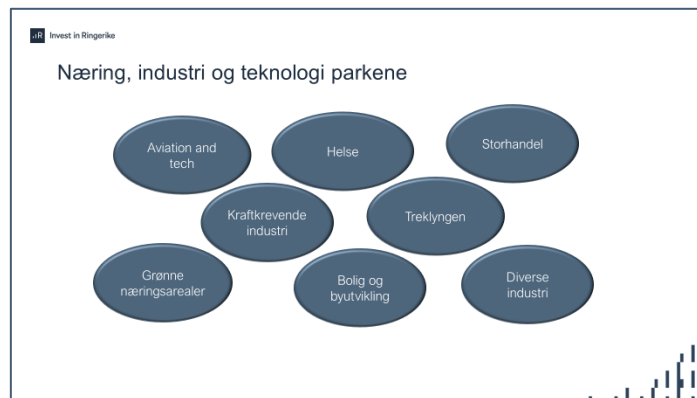 .ıR Invest in Ringerike
Næring, industri og teknologi parkene
Aviation and
tech
Helse
Storhandel
Kraftkrevende
industri
Treklyngen
Grønne
næringsarealer
Bolig og
byutvikling
Diverse
industri